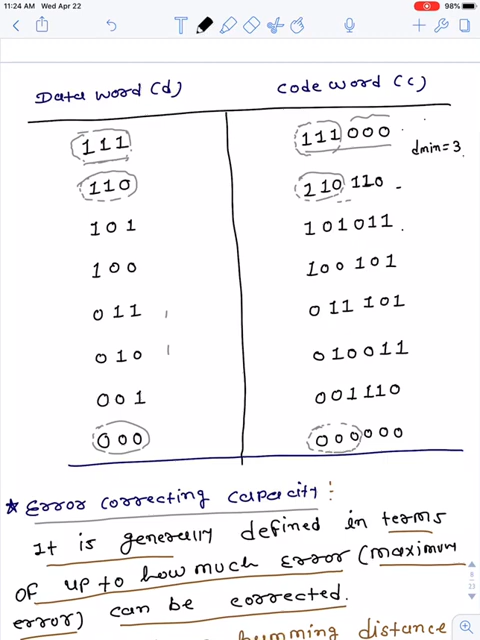 11:24 AM Wed Apr 22
98%
Data word (d) Code word (c)
111 111000
dmin=3
110 110110
101 101011
100 100101
011 011101
010 010011
001 001110
000 000000
* Error correcting capacity:
It is generally defined in terms
of up to how much error (maximum
error) can be corrected.
hamming distance
8
23